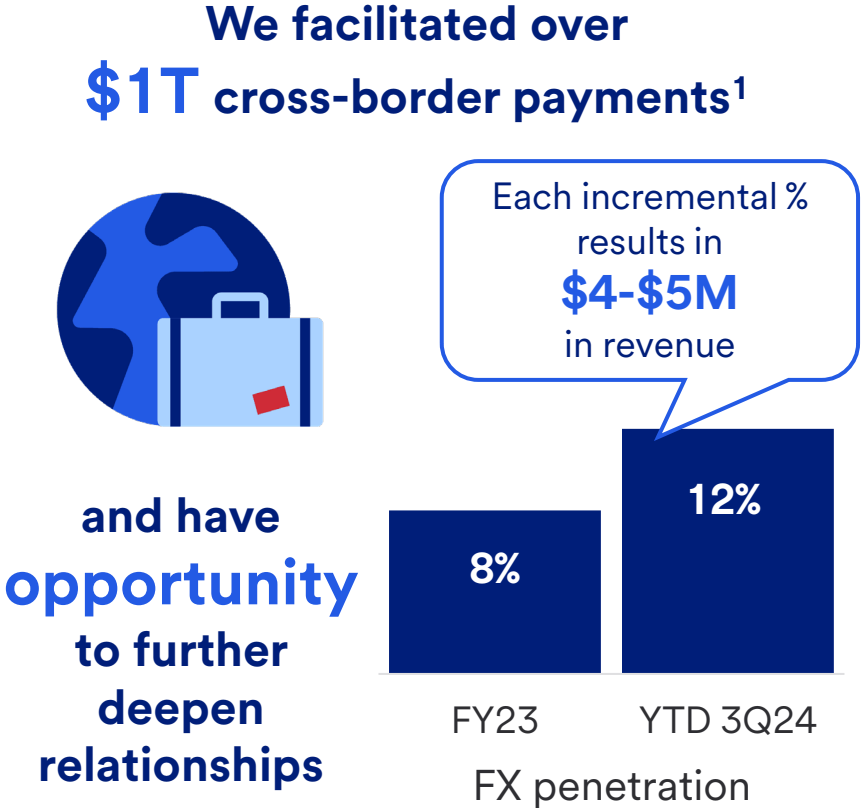 We facilitated over
$1T cross-border payments¹
Each incremental %
results in
$4-$5M
in revenue
and have
opportunity
to further
deepen
relationships
8%
12%
FY23
YTD 3Q24
FX penetration